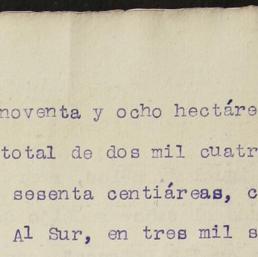 noventa y ocho hectáre
total de dos mil cuatr
sesenta centiáreas, c
Al Sur, en tres mil s